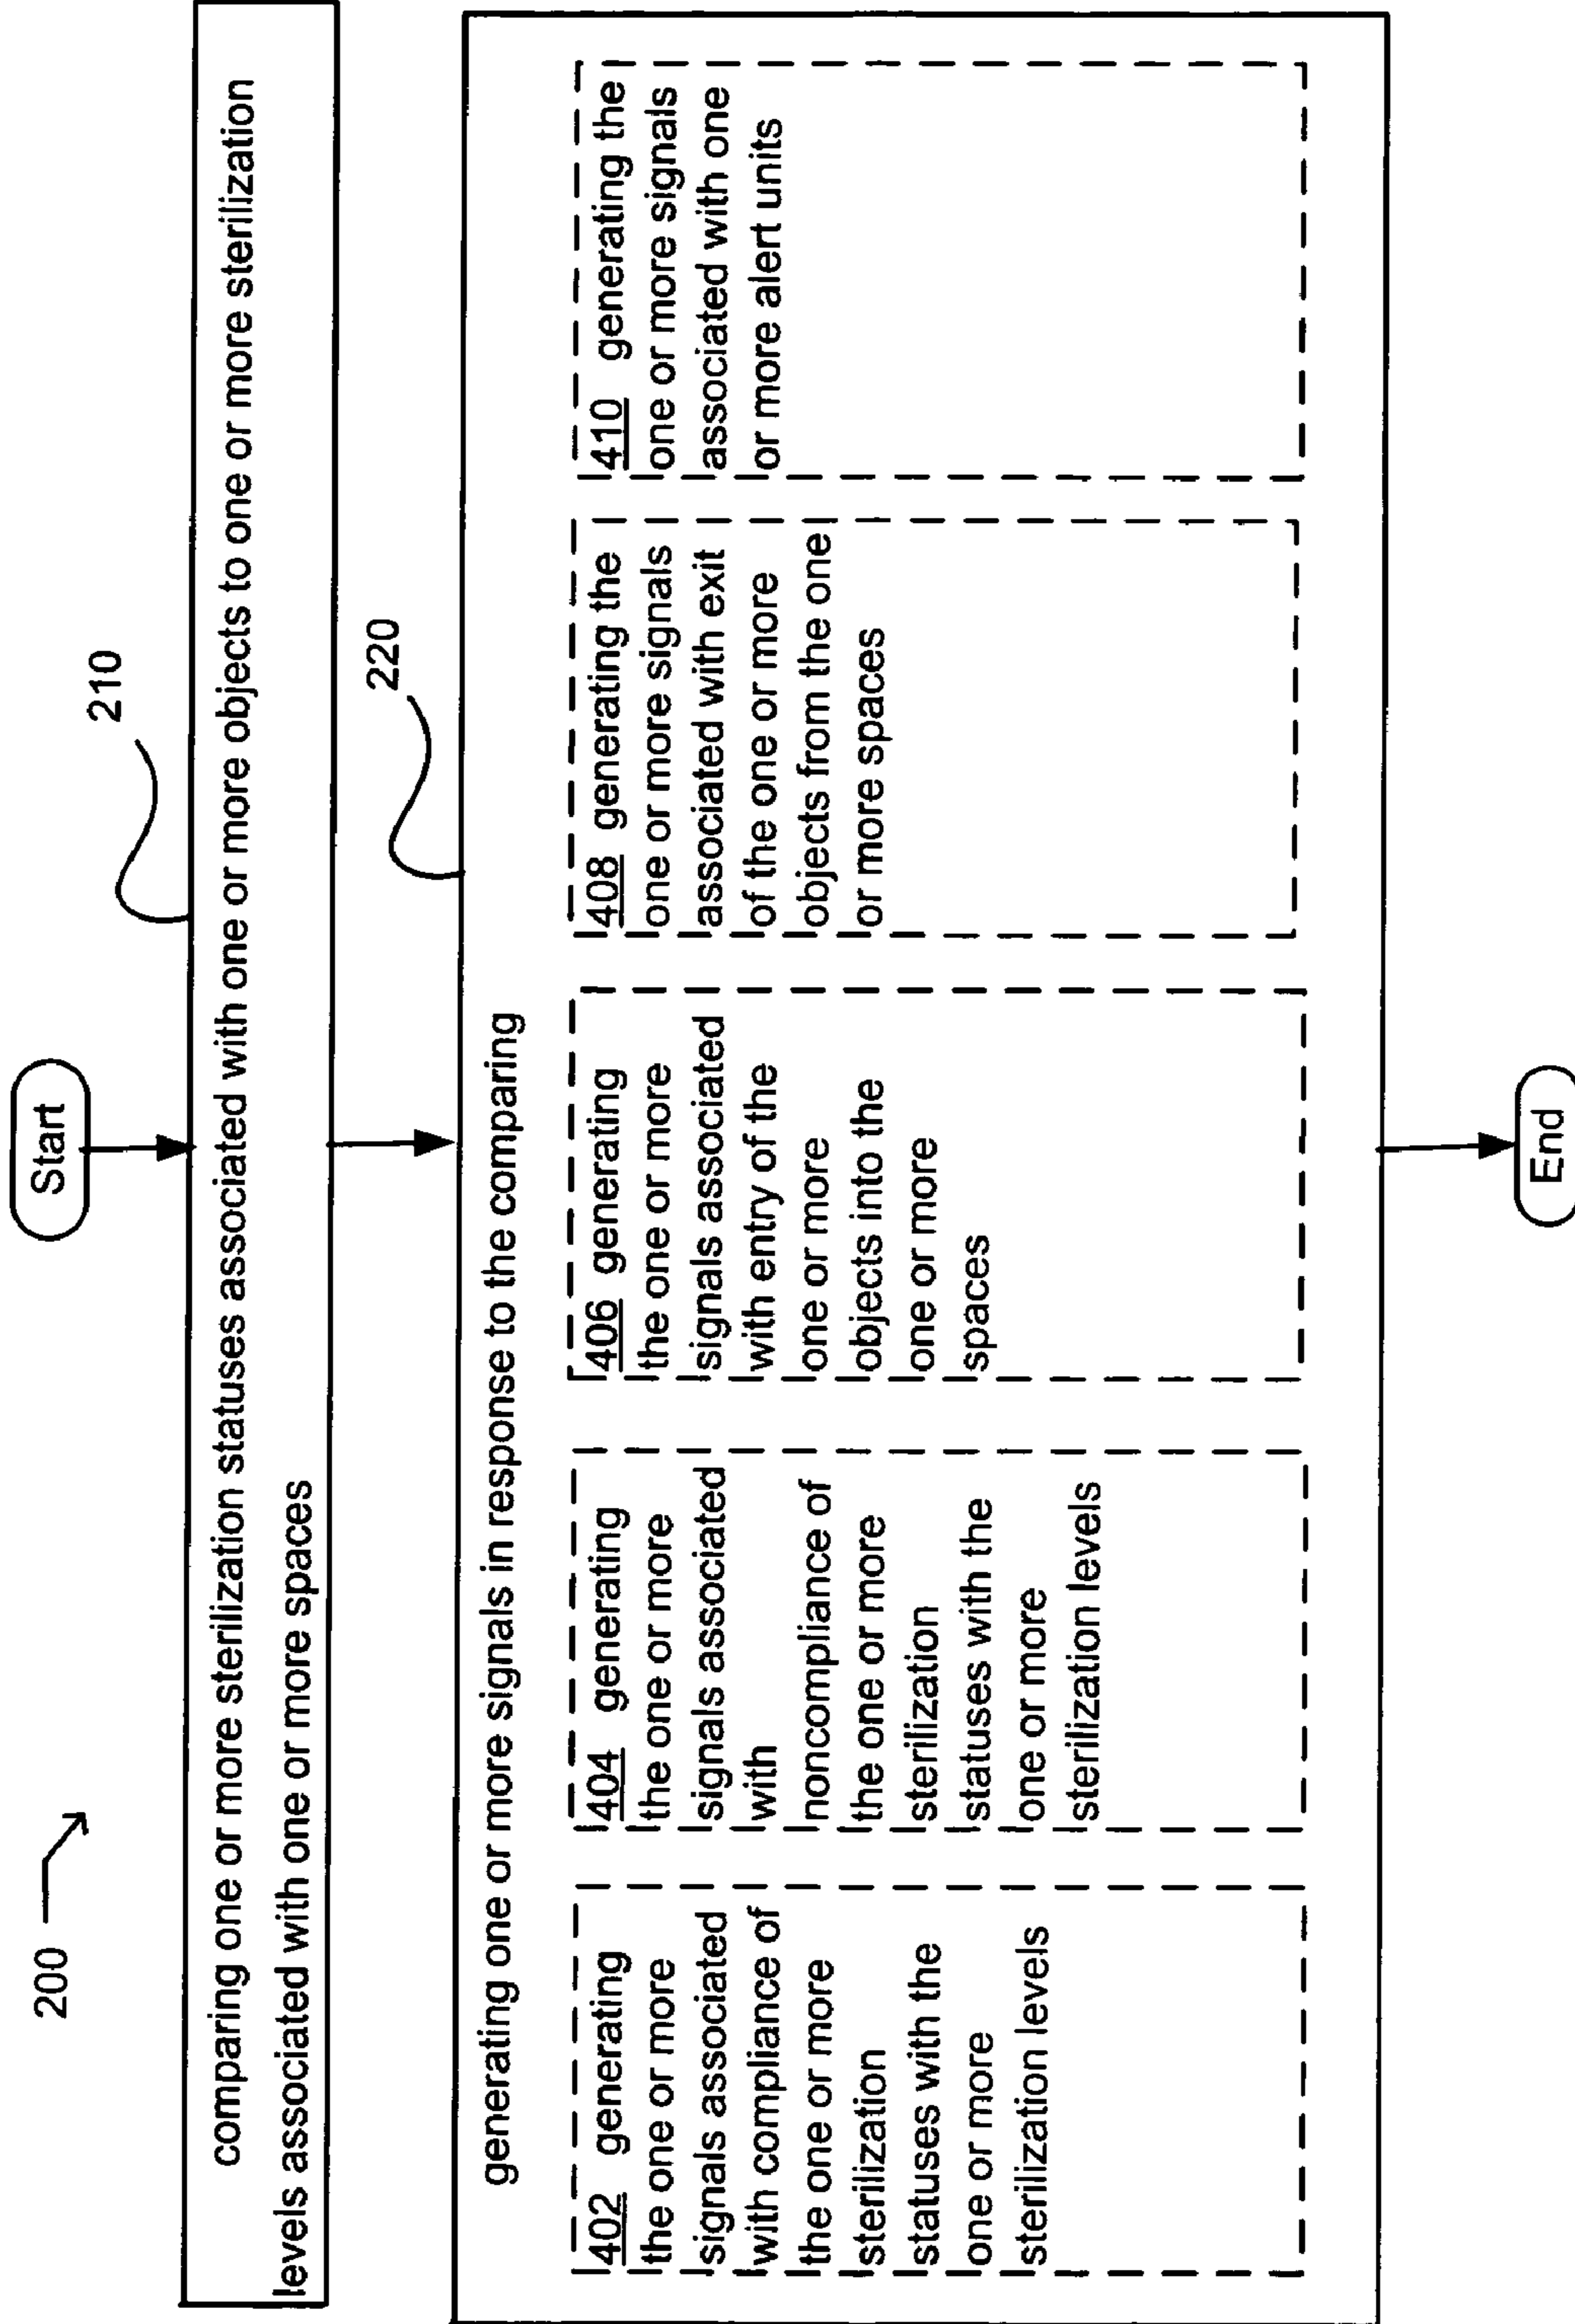 200
Start
210
comparing one or more sterilization statuses associated with one or more objects to one or more sterilization
levels associated with one or more spaces
220
generating one or more signals in response to the comparing
402 generating
the one or more
signals associated
with compliance of
the one or more
sterilization
statuses with the
one or more
sterilization levels
404 generating
the one or more
signals associated
with
noncompliance of
the one or more
sterilization
statuses with the
one or more
sterilization levels
406 generating
the one or more
signals associated
with entry of the
one or more
objects into the
one or more
spaces
408 generating the
one or more signals
associated with exit
of the one or more
objects from the one
or more spaces
410 generating the
one or more signals
associated with one
or more alert units
End